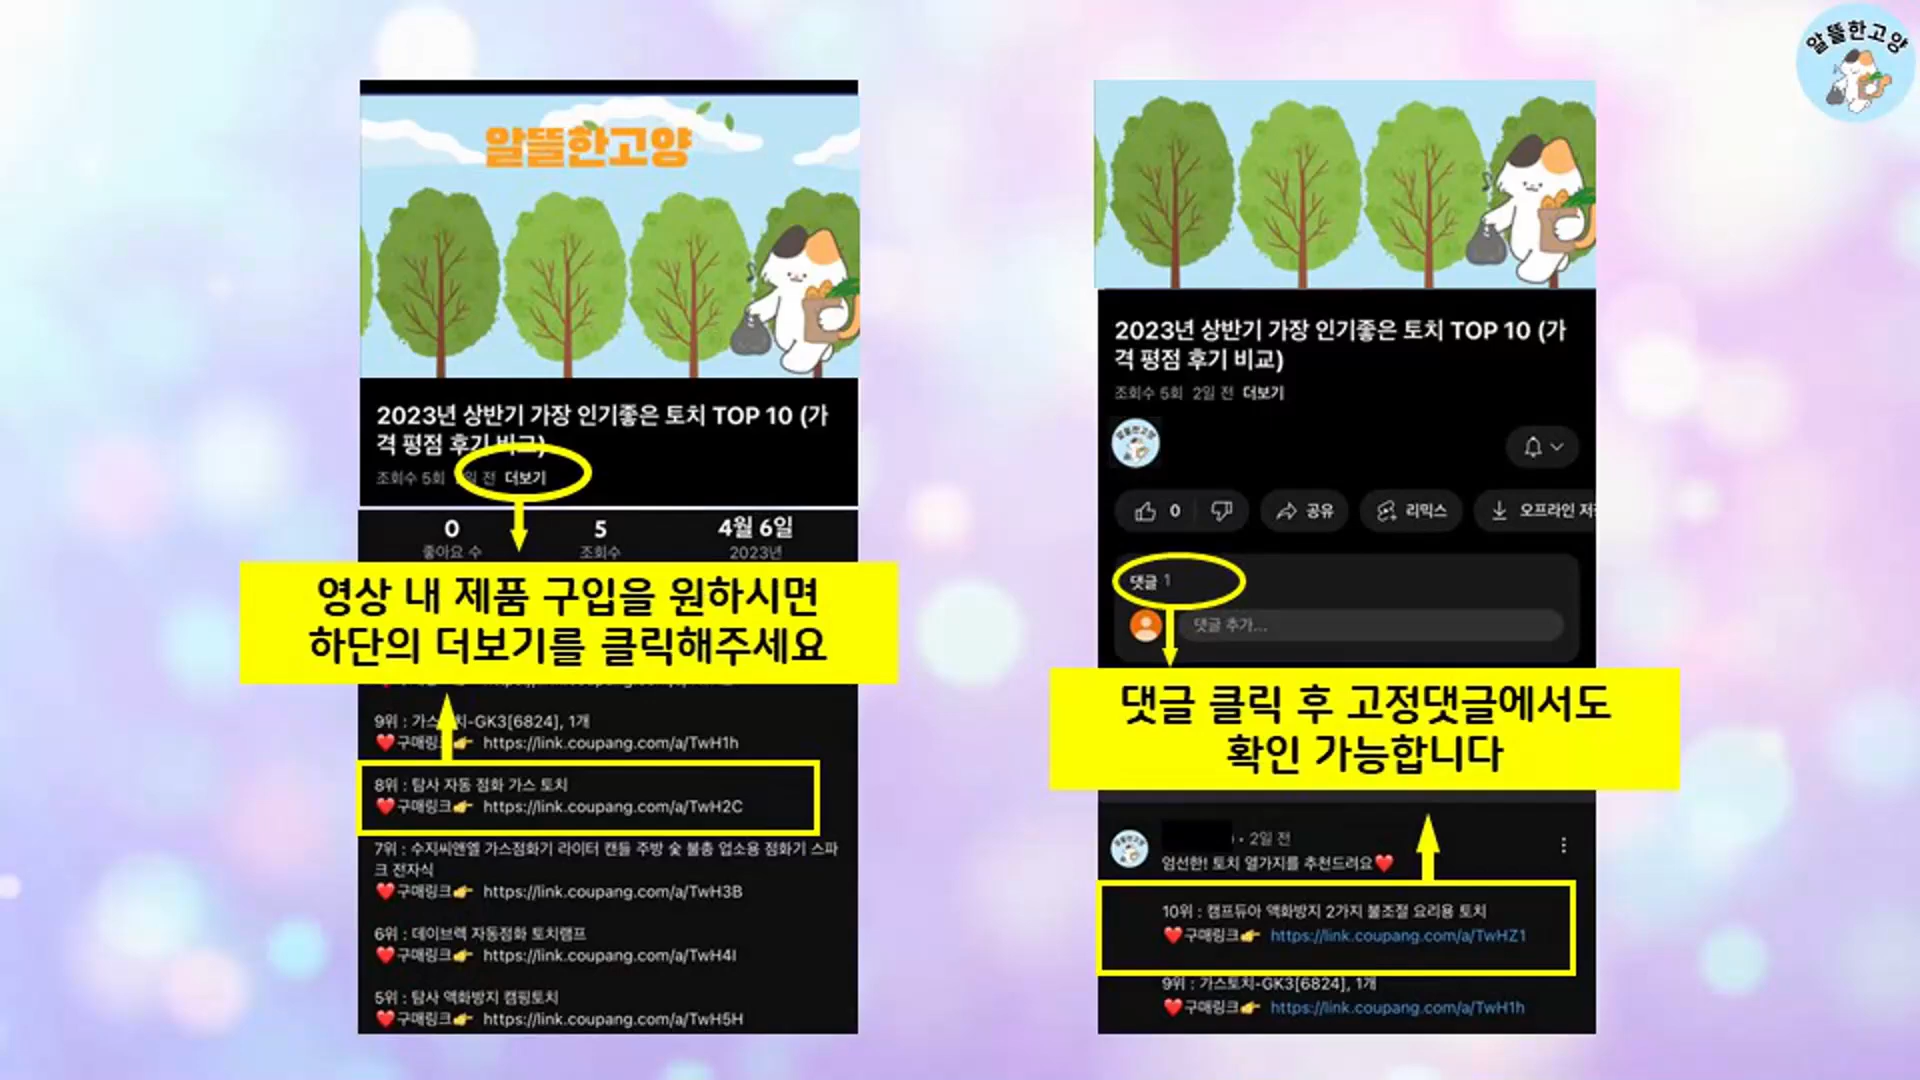 알뜰한고양
알뜰한고양
2023년 상반기 가장 인기좋은 토치 TOP 10 (가
격 평점 후기 비교)
조회수 5회 일 전 더보기
0 5 4월 6일
좋아요 수 조회수 2023년
영상 내 제품 구입을 원하시면
하단의 더보기를 클릭해주세요
9위 : 가스토치-GK3[6824], 1개
❤️구매링크👉 https://link.coupang.com/a/TwH1h
8위 : 탐사 자동 점화 가스 토치
❤️구매링크👉 https://link.coupang.com/a/TwH2C
7위 : 수지씨앤엘 가스점화기 라이터 캔들 주방 숯 불총 업소용 점화기 스파
크 전자식
❤️구매링크👉 https://link.coupang.com/a/TwH3B
6위 : 데이브렉 자동점화 토치램프
❤️구매링크👉 https://link.coupang.com/a/TwH4I
5위 : 탐사 액화방지 캠핑토치
❤️구매링크👉 https://link.coupang.com/a/TwH5H
2023년 상반기 가장 인기좋은 토치 TOP 10 (가
격 평점 후기 비교)
조회수 5회 2일 전 더보기
알뜰한고양
0 공유 리믹스 오프라인 저
댓글 1
댓글 추가...
댓글 클릭 후 고정댓글에서도
확인 가능합니다
알뜰한고양
• 2일 전
엄선한! 토치 열가지를 추천드려요❤️
10위 : 캠프듀아 액화방지 2가지 불조절 요리용 토치
❤️구매링크👉 https://link.coupang.com/a/TwHZ1
9위 : 가스토치-GK3[6824], 1개
❤️구매링크👉 https://link.coupang.com/a/TwH1h